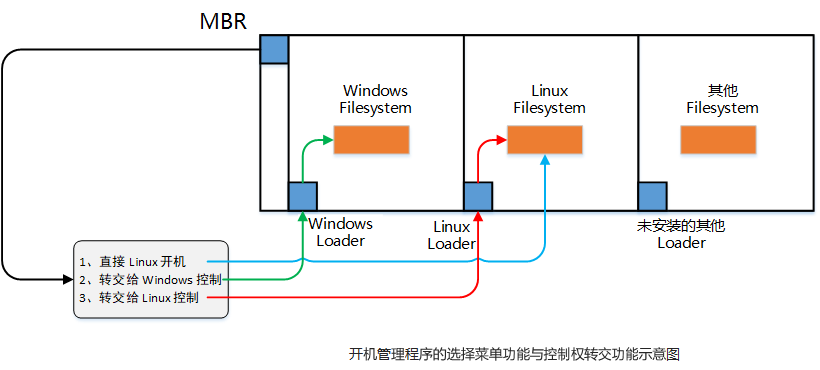 MBR
Windows
Filesystem
Linux
Filesystem
其他
Filesystem
Windows
Loader
Linux
Loader
未安装的其他
Loader
1、直接 Linux 开机
2、转交给 Windows 控制
3、转交给 Linux 控制
开机管理程序的选择菜单功能与控制权转交功能示意图